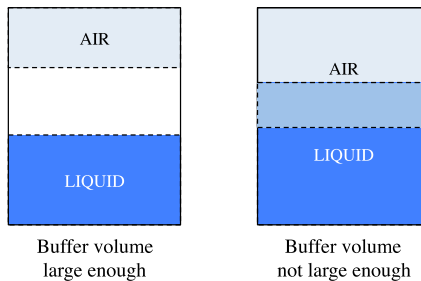 AIR
LIQUID
Buffer volume
large enough
AIR
LIQUID
Buffer volume
not large enough